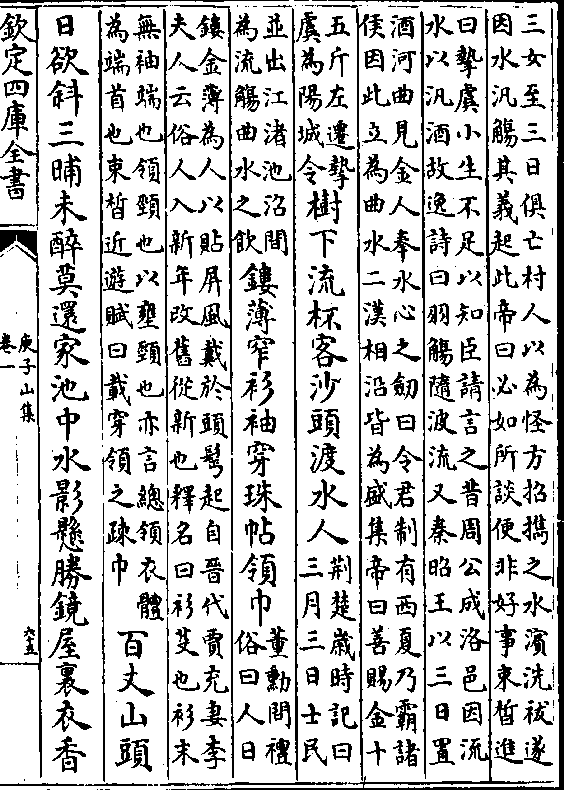 三女至三日俱亡村人以為怪方招攜之水濱洗祓遂
因水汎觴其義起此帝曰必如所談便非好事束皙進
曰摯虞小生不足以知臣請言之昔周公成洛邑因流
水以汎酒故逸詩曰羽觴隨波流又秦昭王以三日置
酒河曲見金人奉水心之劒曰令君制有西夏乃霸諸
侯因此立為曲水二漢相沿皆為盛集帝曰善賜金十
五斤左遷摯
虞為陽城令
樹下流杯客沙頭渡水人
荆楚歲時記曰
三月三日士民
並出江渚池沼間
為流觴曲水之飲
鏤薄窄衫袖穿珠帖領巾
董勳問禮
俗曰人日
鏤金薄為人以貼屏風戴於頭鬂起自晉代賈充妻李
夫人云俗人入新年改舊從新也釋名曰衫芟也衫末
無袖端也領頸也以壅頸也亦言總領衣體
為端首也束皙近遊賦曰載穿領之疎巾
百丈山頭
日欲斜三晡未醉莫還家池中水影懸勝鏡屋裏衣香
欽定四庫全書
庾子山集
卷一
六五